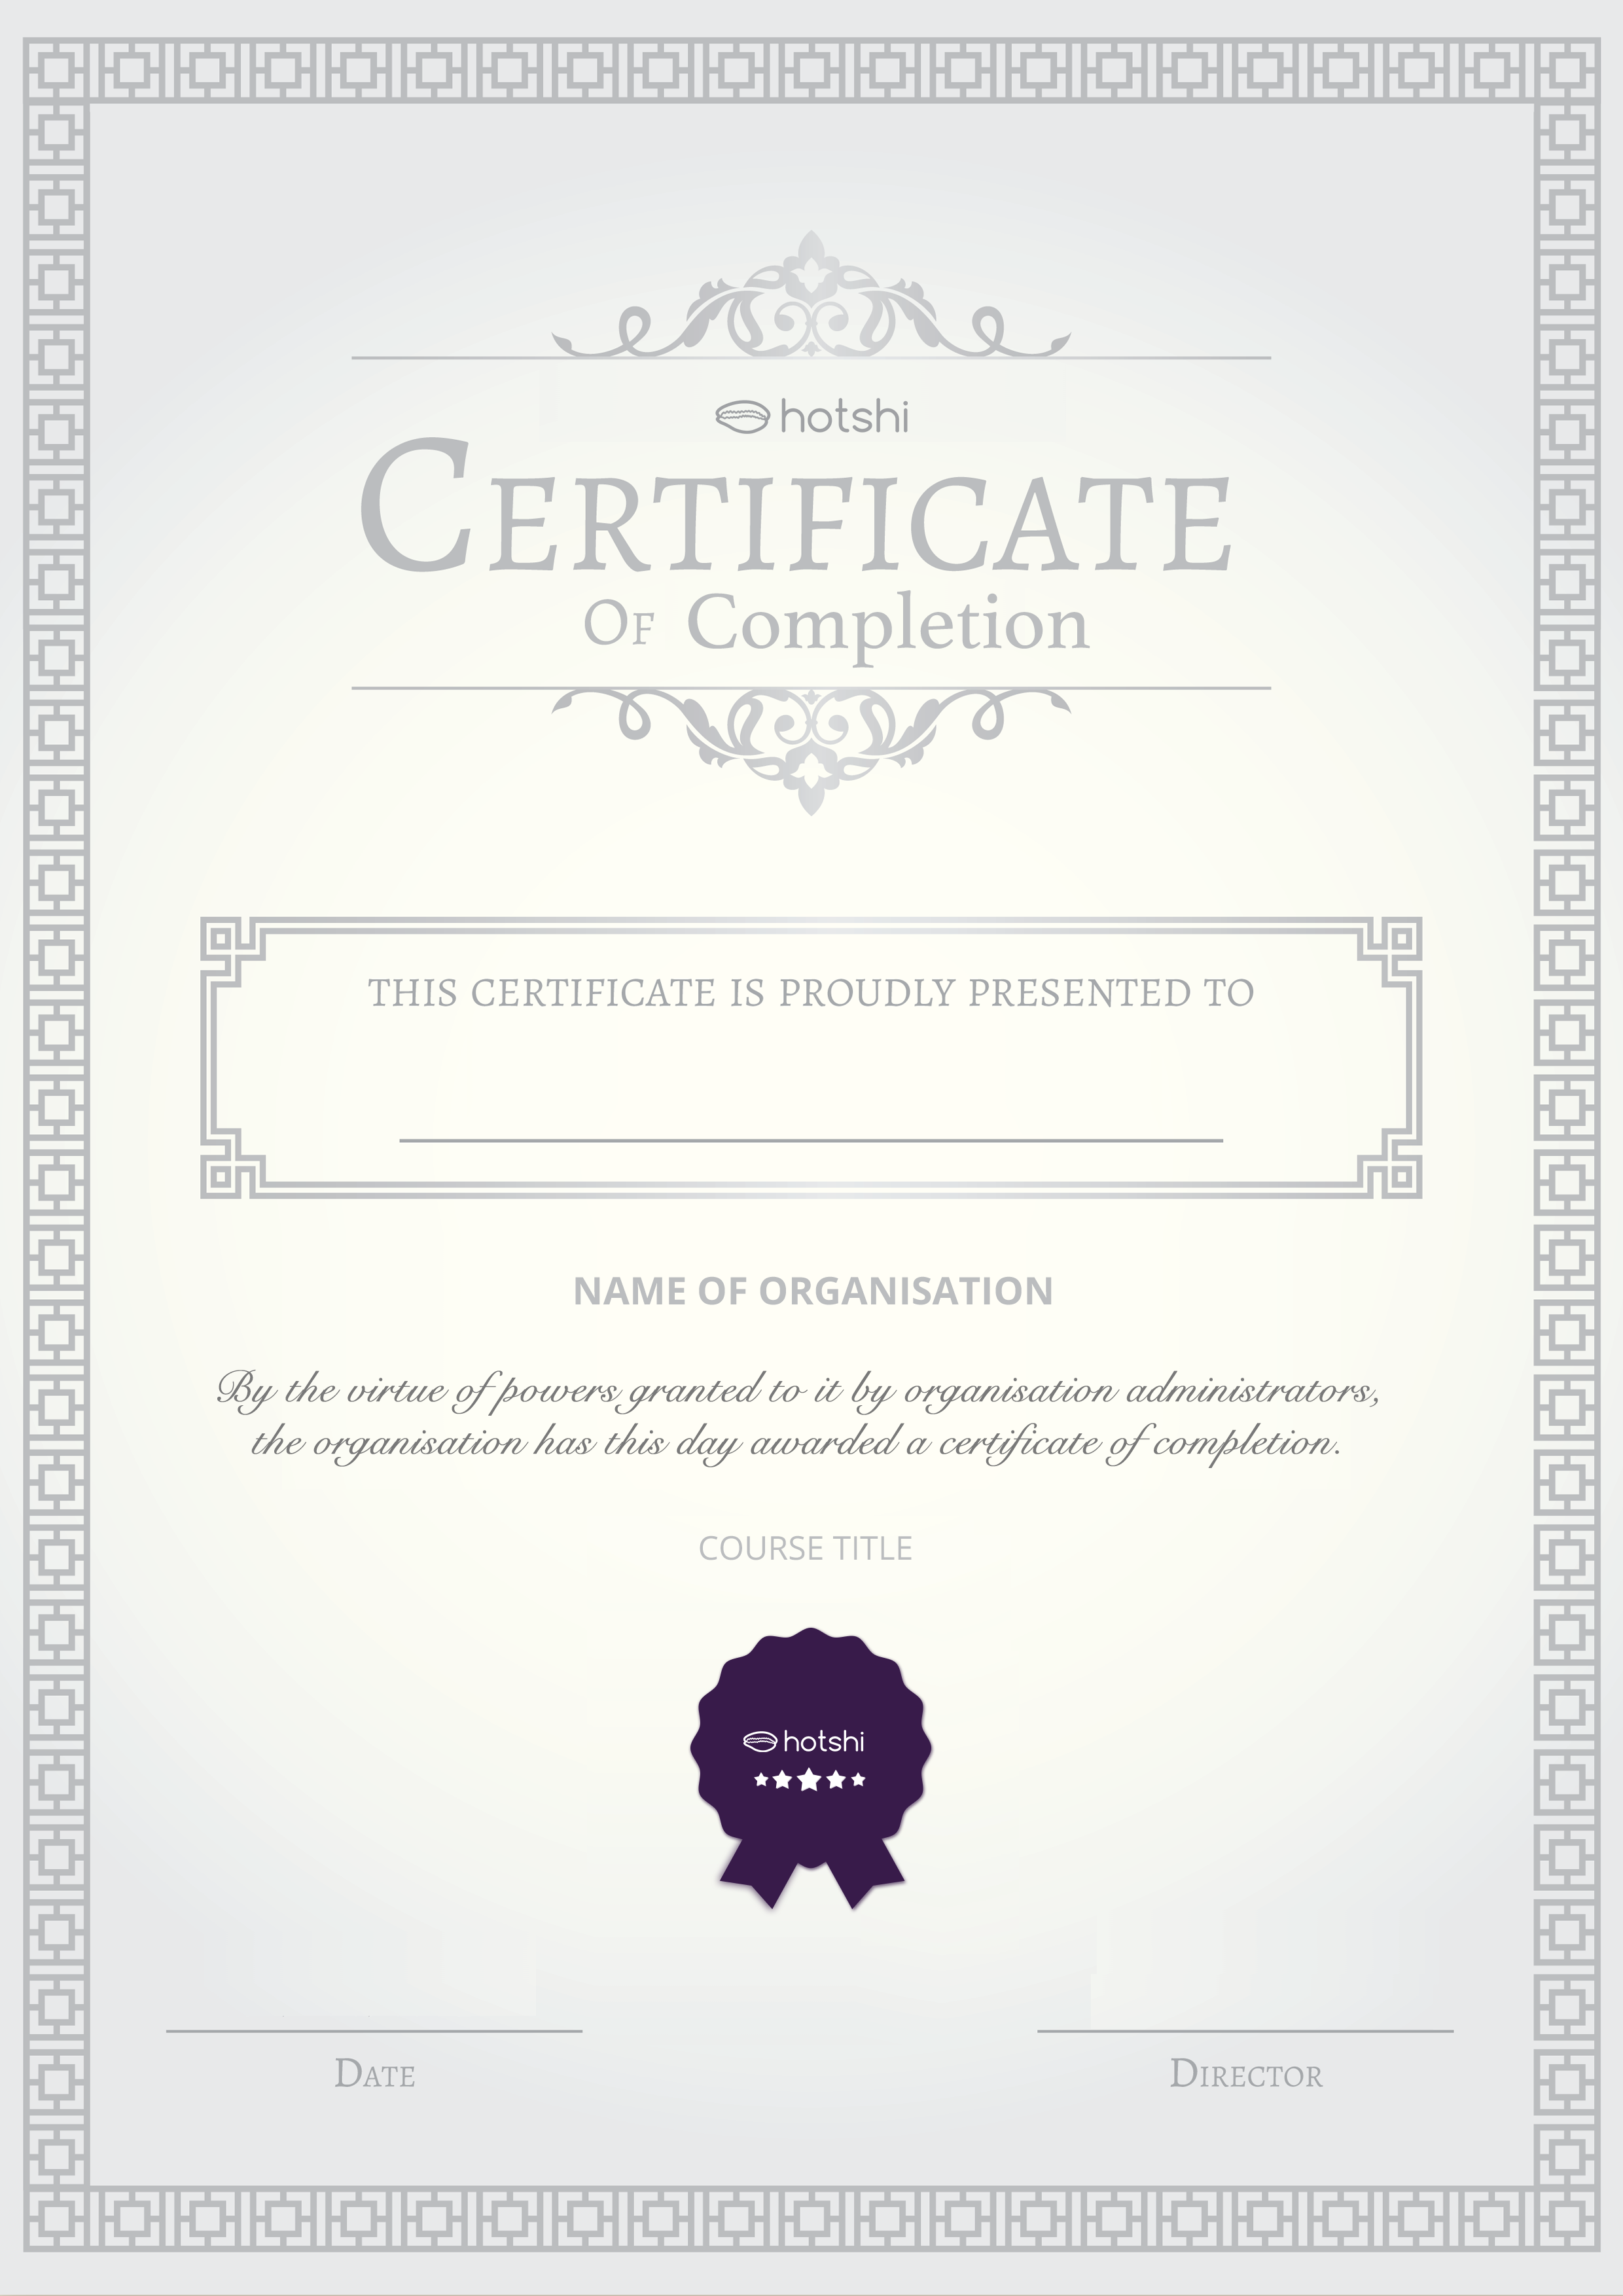 hotshi
CERTIFICATE
OF Completion
THIS CERTIFICATE IS PROUDLY PRESENTED TO
NAME OF ORGANISATION
By the virtue of powers granted to it by organisation administrators,
the organisation has this day awarded a certificate of completion.
COURSE TITLE
hotshi
DATE
DIRECTOR